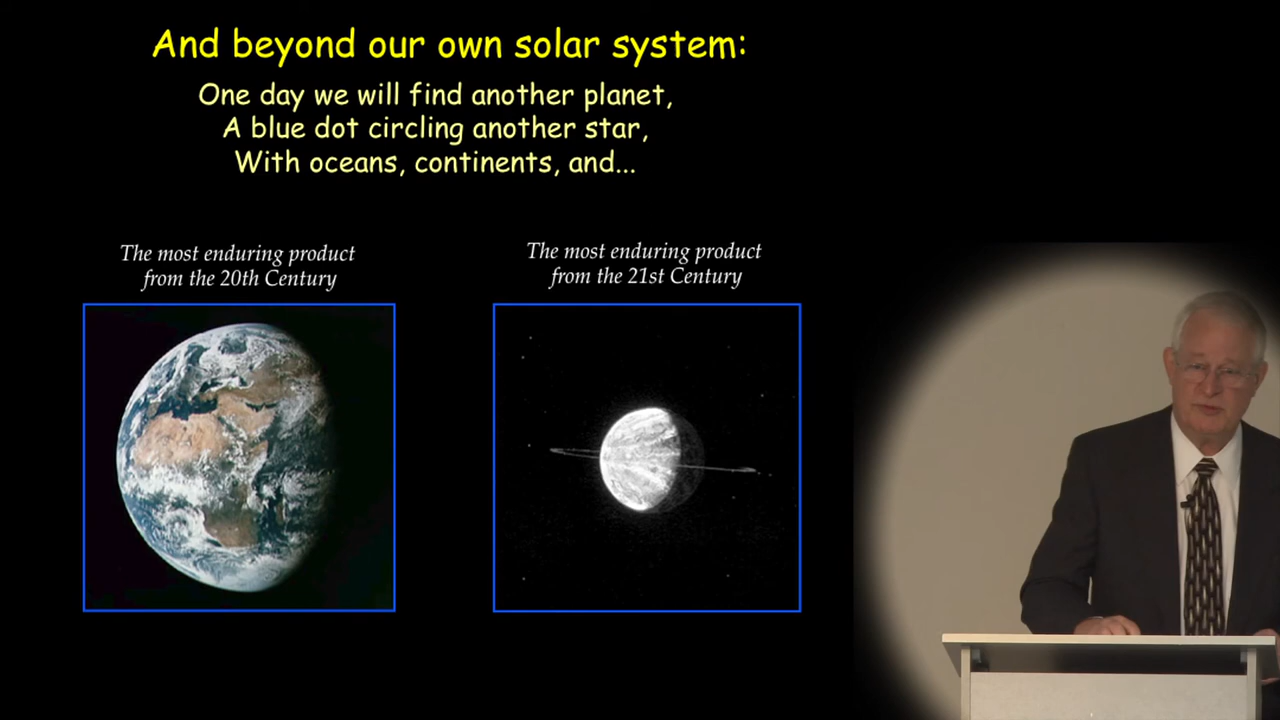 And beyond our own solar system:
One day we will find another planet,
A blue dot circling another star,
With oceans, continents, and...
The most enduring product
from the 20th Century
The most enduring product
from the 21st Century